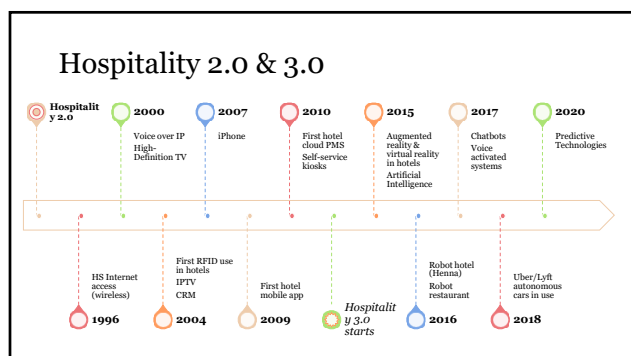 Hospitality 2.0 & 3.0
Hospitalit
y 2.0
2000
Voice over IP
High-
Definition TV
2007
iPhone
2010
First hotel
cloud PMS
Self-service
kiosks
2015
Augmented
reality &
virtual reality
in hotels
Artificial
Intelligence
2017
Chatbots
Voice
activated
systems
2020
Predictive
Technologies
HS Internet
access
(wireless)
1996
First RFID use
in hotels
IPTV
CRM
2004
First hotel
mobile app
2009
Hospitalit
y 3.0
starts
Robot hotel
(Henna)
Robot
restaurant
2016
Uber/Lyft
autonomous
cars in use
2018